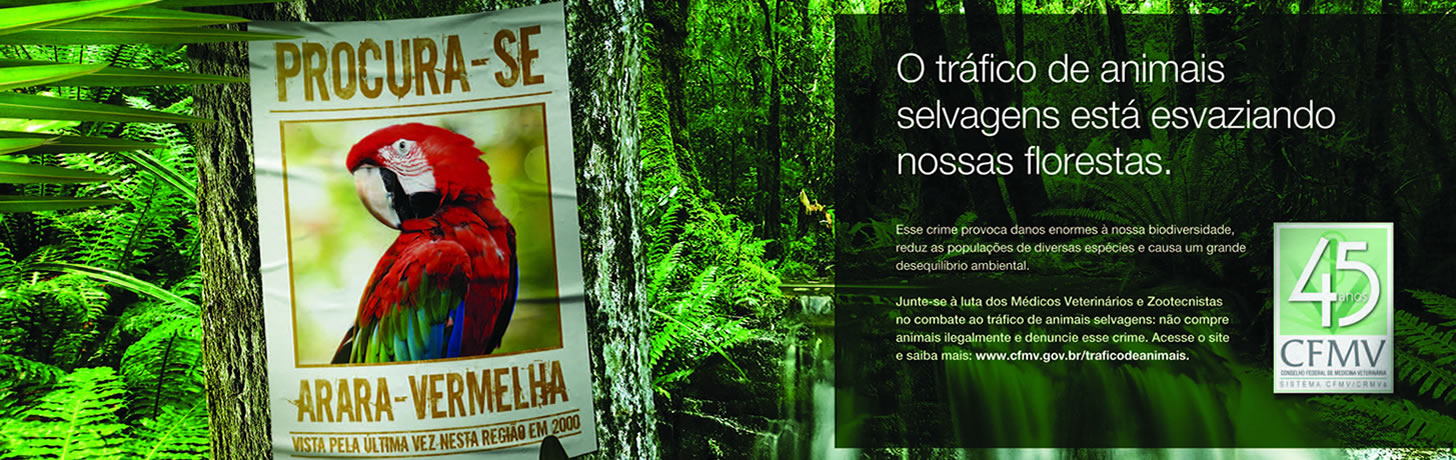 PROCURA-SE
ARARA-VERMELHA
VISTA PELA ÚLTIMA VEZ NESTA REGIÃO EM 2000
O tráfico de animais
selvagens está esvaziando
nossas florestas.
Esse crime provoca danos enormes à nossa biodiversidade,
reduz as populações de diversas espécies e causa um grande
desequilíbrio ambiental.
Junte-se à luta dos Médicos Veterinários e Zootecnistas
no combate ao tráfico de animais selvagens: não compre
animais ilegalmente e denuncie esse crime. Acesse o site
e saiba mais: www.cfmv.gov.br/traficodeanimais.
45
anos
CFMV
CONSELHO FEDERAL DE MEDICINA VETERINÁRIA
SISTEMA CFMV/CRMVs